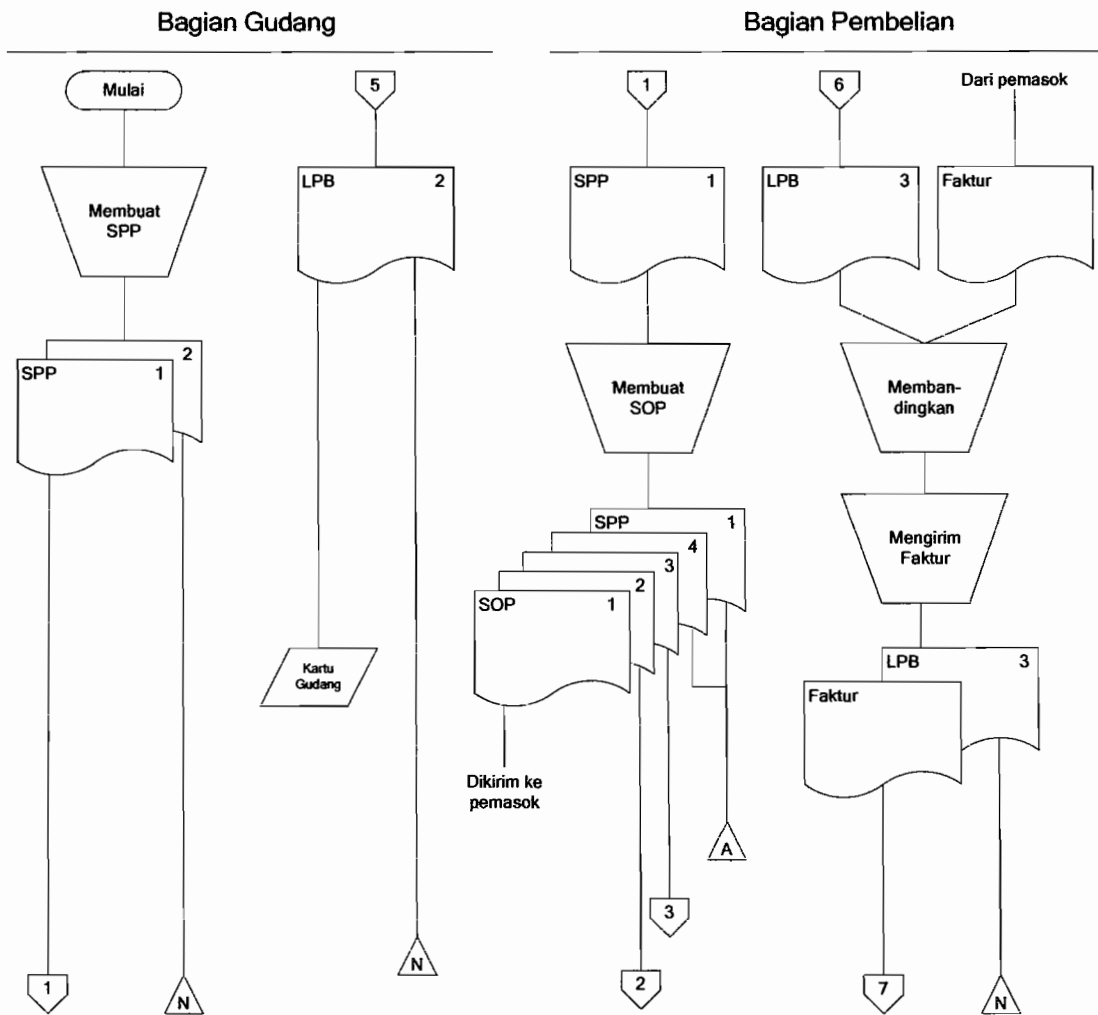 Bagian Gudang
Mulai
Membuat
SPP
2
SPP 1
1
N
5
LPB 2
Kartu
Gudang
N
Bagian Pembelian
1
SPP 1
Membuat
SOP
SPP 1
4
3
2
SOP 1
Dikirim ke
pemasok
A
3
2
6
Dari pemasok
LPB 3
Faktur
Memban-
dingkan
Mengirim
Faktur
LPB 3
Faktur
7
N